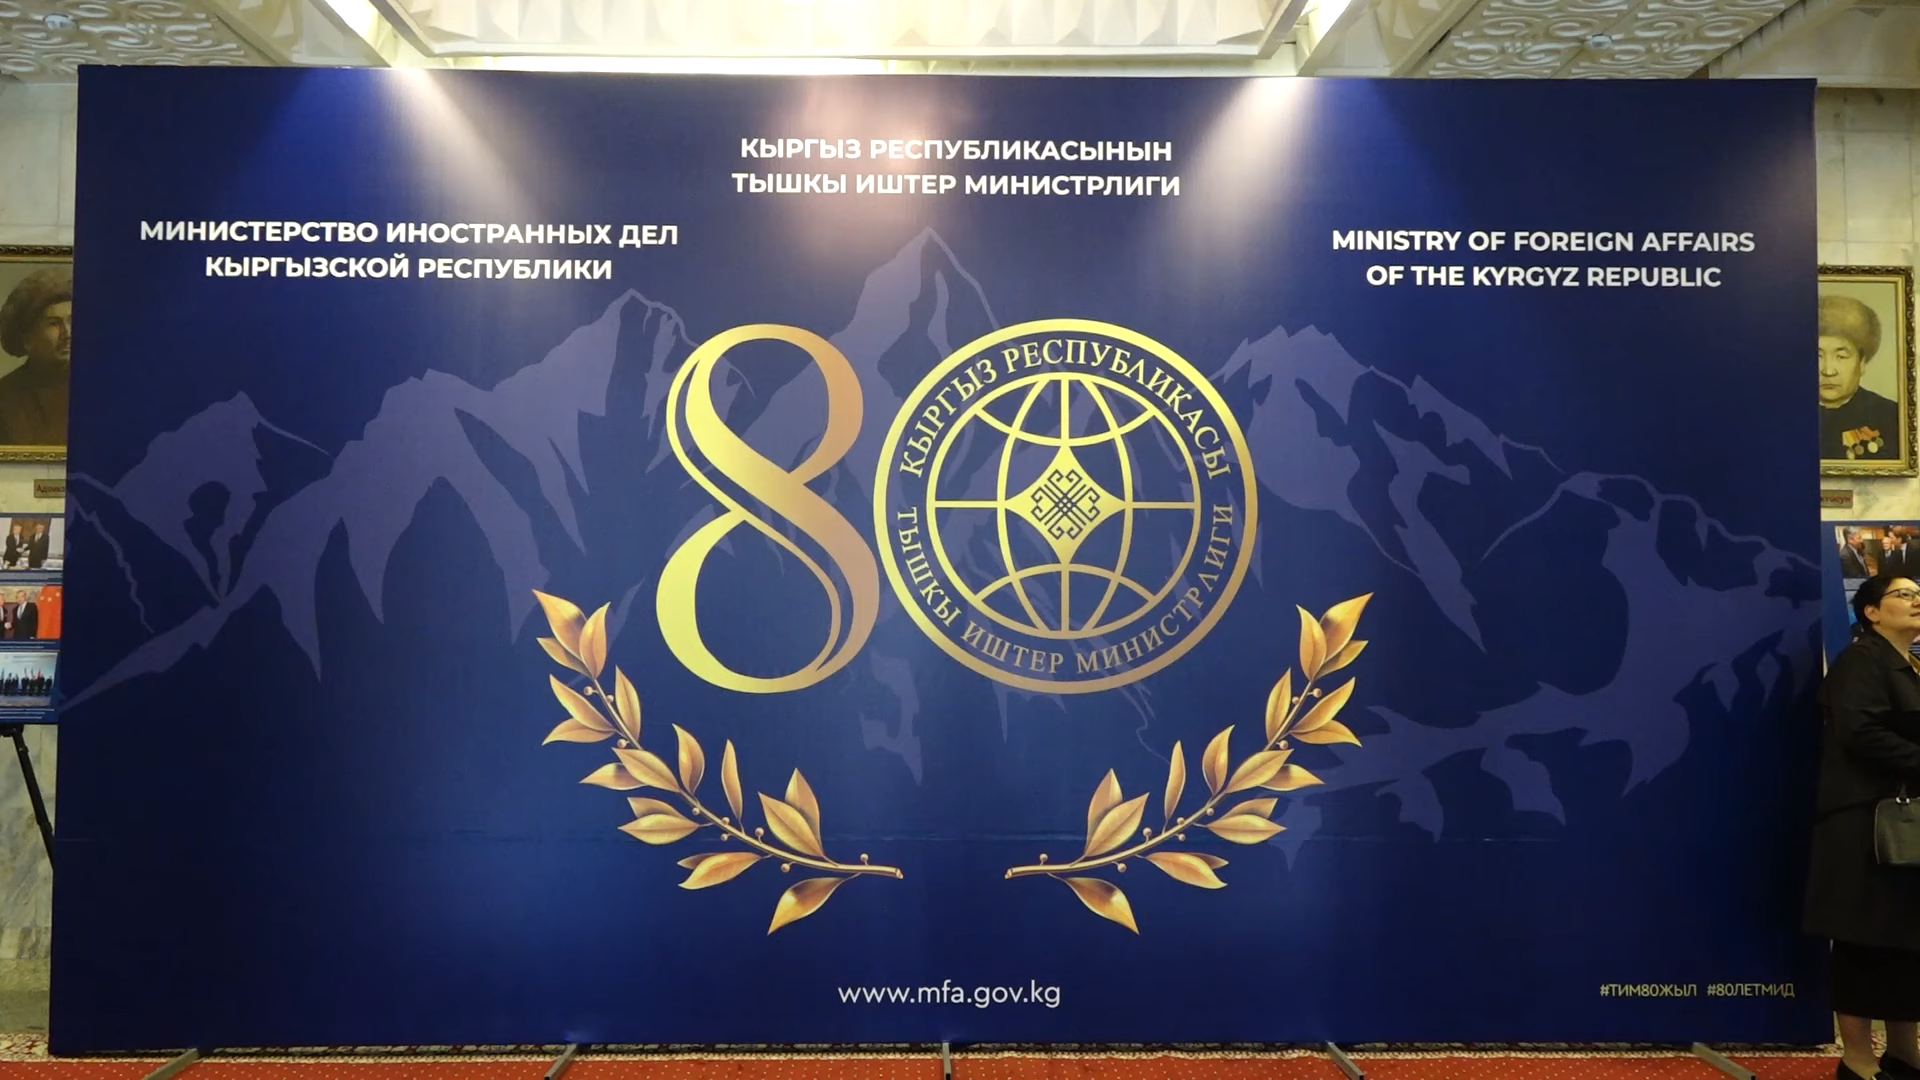 КЫРГЫЗ РЕСПУБЛИКАСЫНЫН
ТЫШКЫ ИШТЕР МИНИСТРЛИГИ
МИНИСТЕРСТВО ИНОСТРАННЫХ ДЕЛ
КЫРГЫЗСКОЙ РЕСПУБЛИКИ
MINISTRY OF FOREIGN AFFAIRS
OF THE KYRGYZ REPUBLIC
8
КЫРГЫЗ РЕСПУБЛИКАСЫ
ТЫШКЫ ИШТЕР МИНИСТРЛИГИ
www.mfa.gov.kg
#ТИМ80ЖЫЛ #80ЛЕТМИД